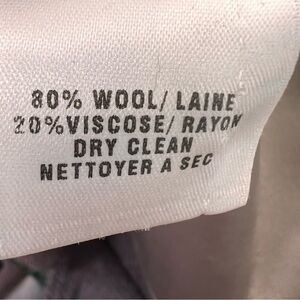 80% WOOL/ LAINE
20%VISCOSE/ RAYON
DRY CLEAN
NETTOYER A SEC